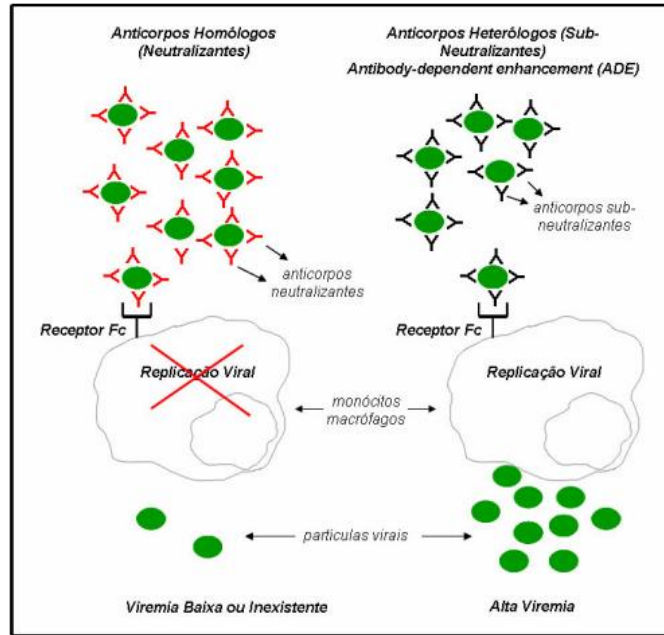 Anticorpos Homólogos
(Neutralizantes)
Anticorpos Heterólogos (Sub-
Neutralizantes)
Antibody-dependent enhancement (ADE)
anticorpos
neutralizantes
anticorpos sub-
neutralizantes
Receptor Fc
Receptor Fc
Replicação Viral
Replicação Viral
monócitos
macrófagos
partículas virais
Viremia Baixa ou Inexistente
Alta Viremia